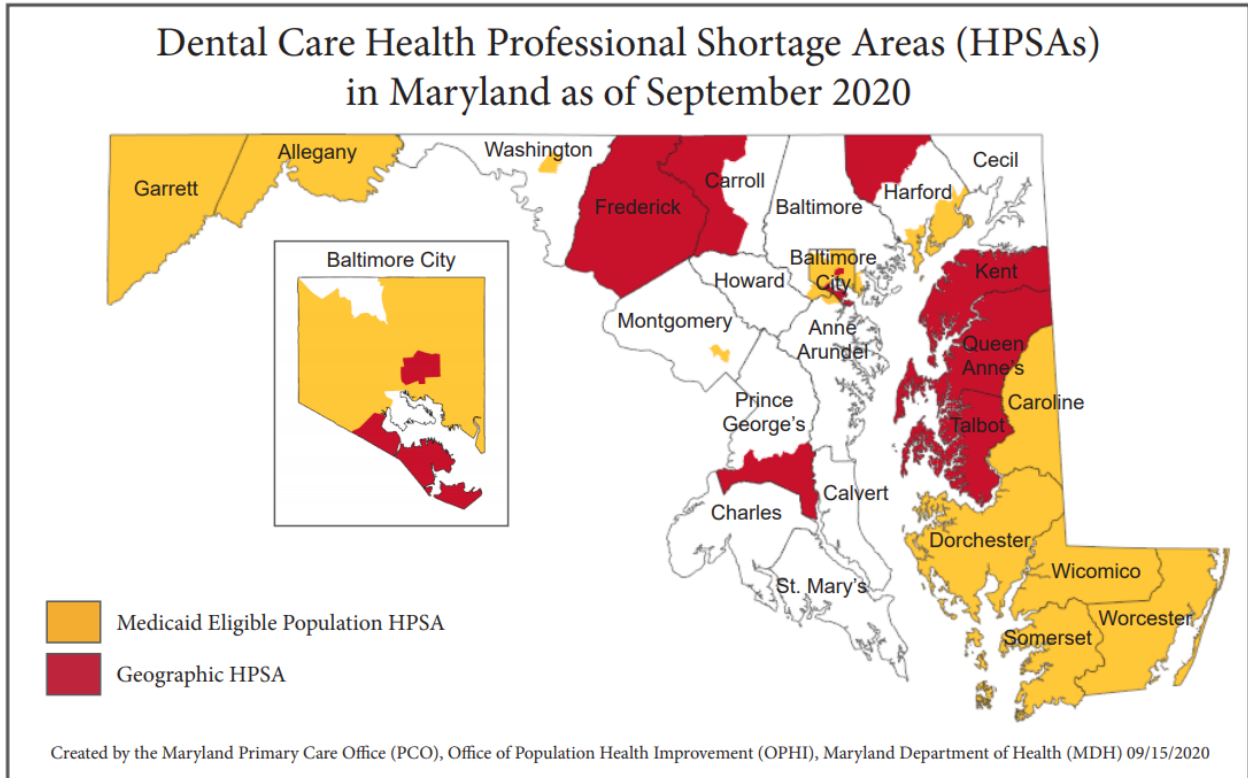 Dental Care Health Professional Shortage Areas (HPSAs)
in Maryland as of September 2020
Garrett
Allegany
Washington
Frederick
Carroll
Baltimore
Harford
Cecil
Baltimore City
Baltimore
City
Howard
Montgomery
Anne
Arundel
Prince
George's
Kent
Queen
Anne's
Talbot
Caroline
Calvert
Charles
St. Mary's
Dorchester
Wicomico
Worcester
Somerset
Medicaid Eligible Population HPSA
Geographic HPSA
Created by the Maryland Primary Care Office (PCO), Office of Population Health Improvement (OPHI), Maryland Department of Health (MDH) 09/15/2020